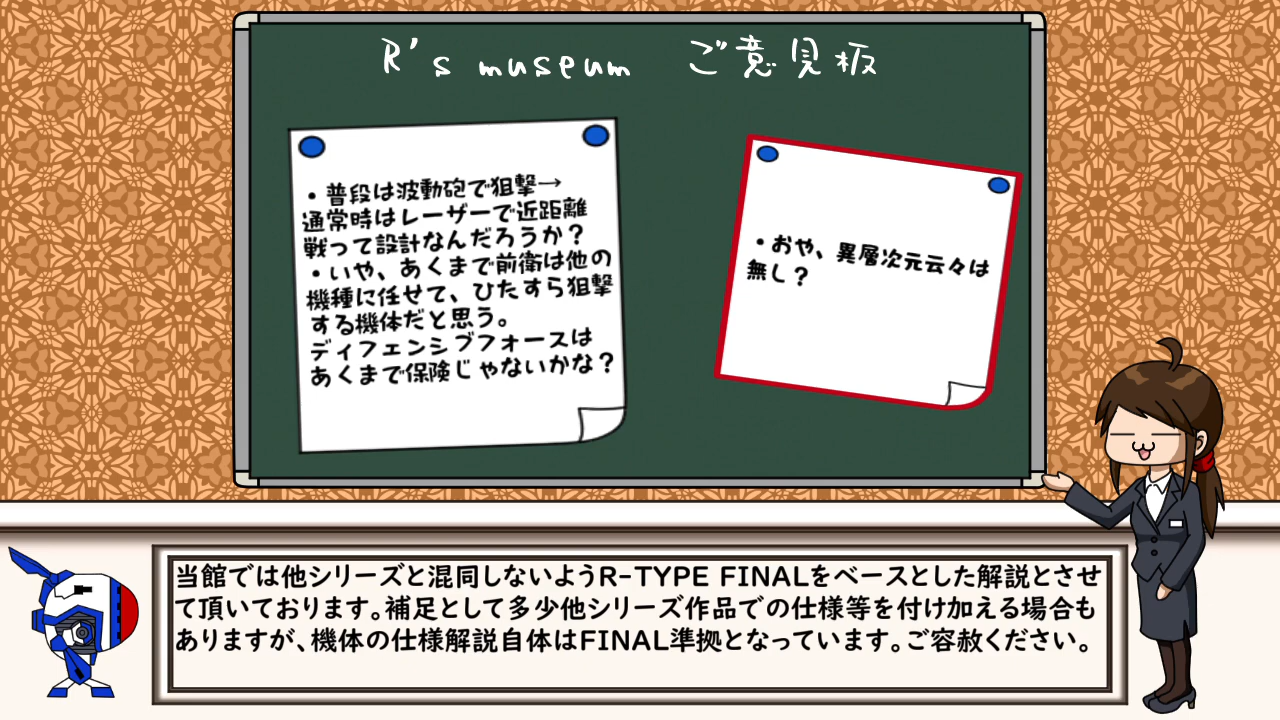 R's museum ご意見板
・普段は波動砲で狙撃→
通常時はレーザーで近距離
戦って設計なんだろうか?
・いや、あくまで前衛は他の
機種に任せて、ひたすら狙撃
する機体だと思う。
ディフェンシブフォースは
あくまで保険じゃないかな?
・おや、異層次元云々は
無し?
当館では他シリーズと混同しないようR-TYPE FINALをベースとした解説とさせ
て頂いております。補足として多少他シリーズ作品での仕様等を付け加える場合も
ありますが、機体の仕様解説自体はFINAL準拠となっています。ご容赦ください。